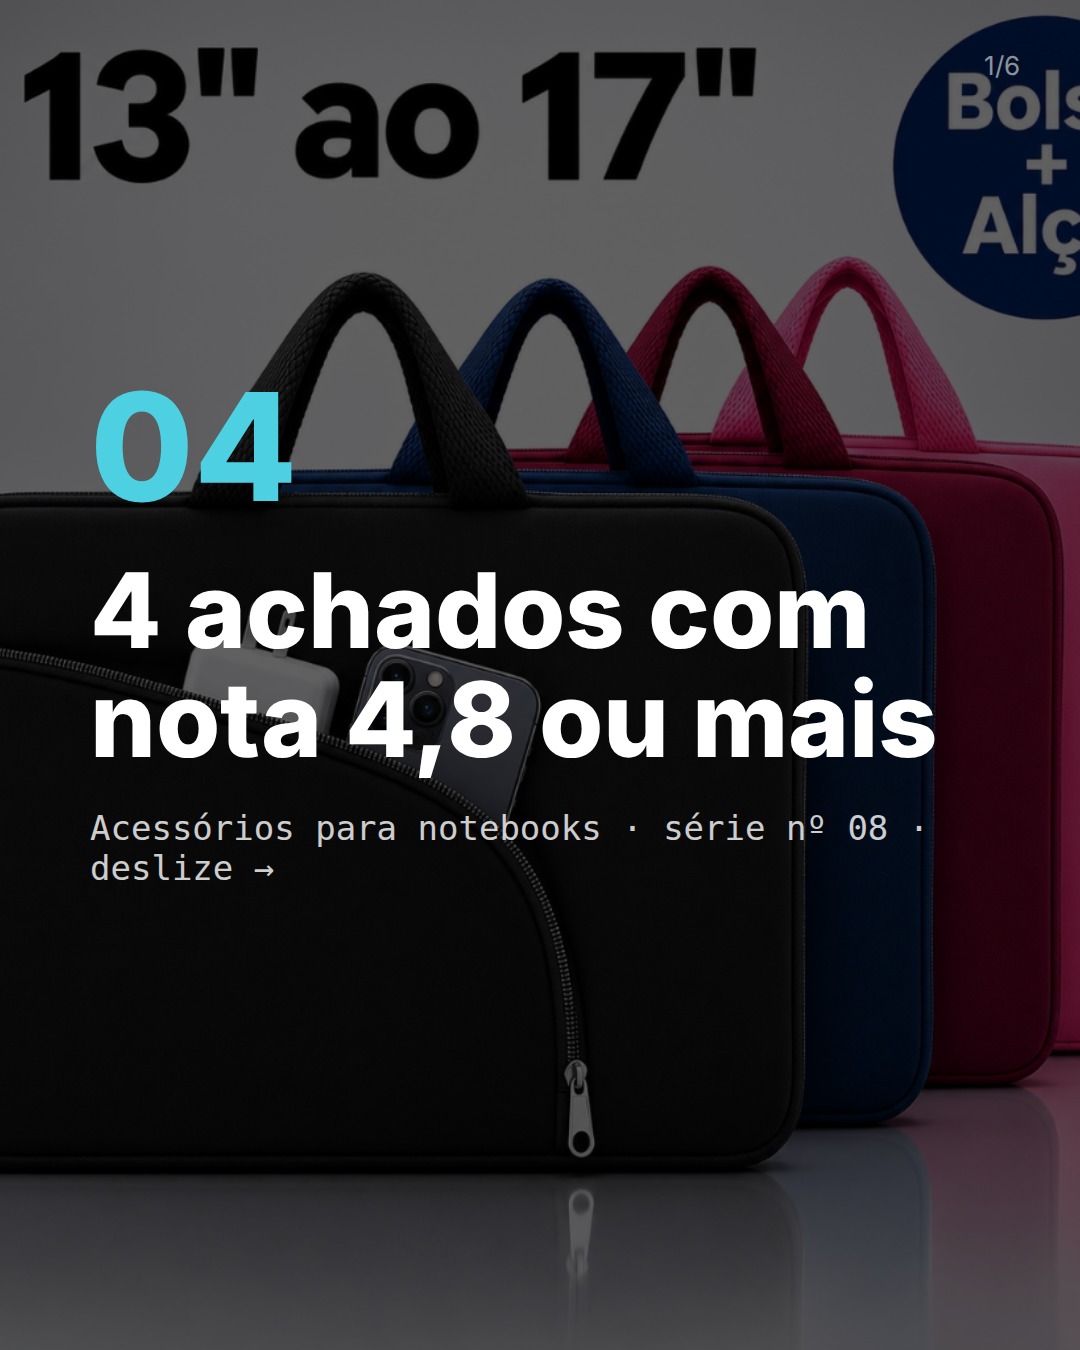 13" ao 17"
1/6
Bols
+
Alç
04
4 achados com
nota 4,8 ou mais
Acessórios para notebooks · série nº 08 ·
deslize →